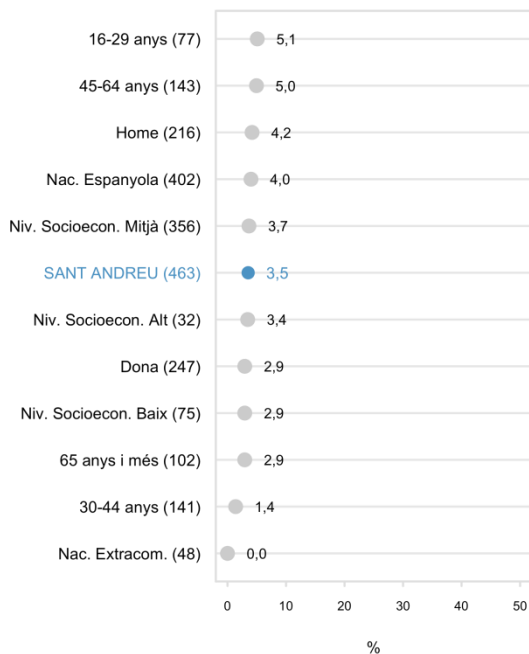 16-29 anys (77) 5,1
45-64 anys (143) 5,0
Home (216) 4,2
Nac. Espanyola (402) 4,0
Niv. Socioecon. Mitjà (356) 3,7
SANT ANDREU (463) 3,5
Niv. Socioecon. Alt (32) 3,4
Dona (247) 2,9
Niv. Socioecon. Baix (75) 2,9
65 anys i més (102) 2,9
30-44 anys (141) 1,4
Nac. Extracom. (48) 0,0
0 10 20 30 40 50
%